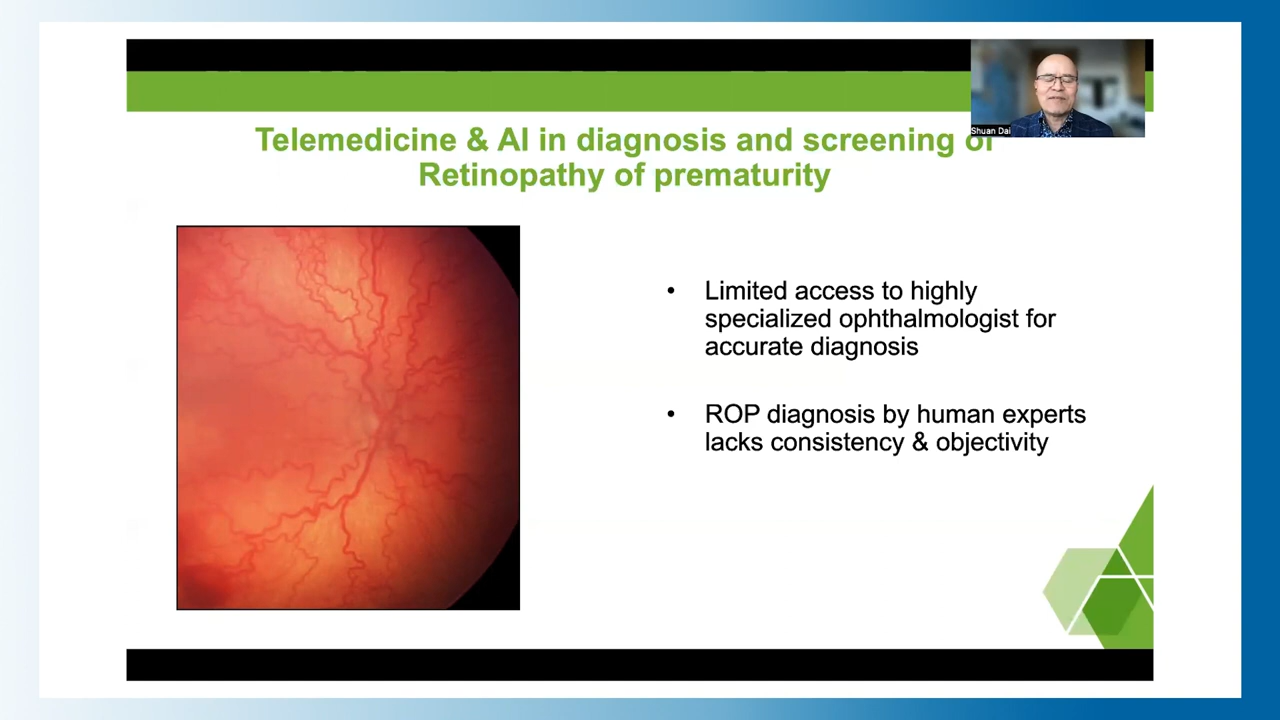 Shuan Dai
Telemedicine & AI in diagnosis and screening of
Retinopathy of prematurity
• Limited access to highly
specialized ophthalmologist for
accurate diagnosis
• ROP diagnosis by human experts
lacks consistency & objectivity